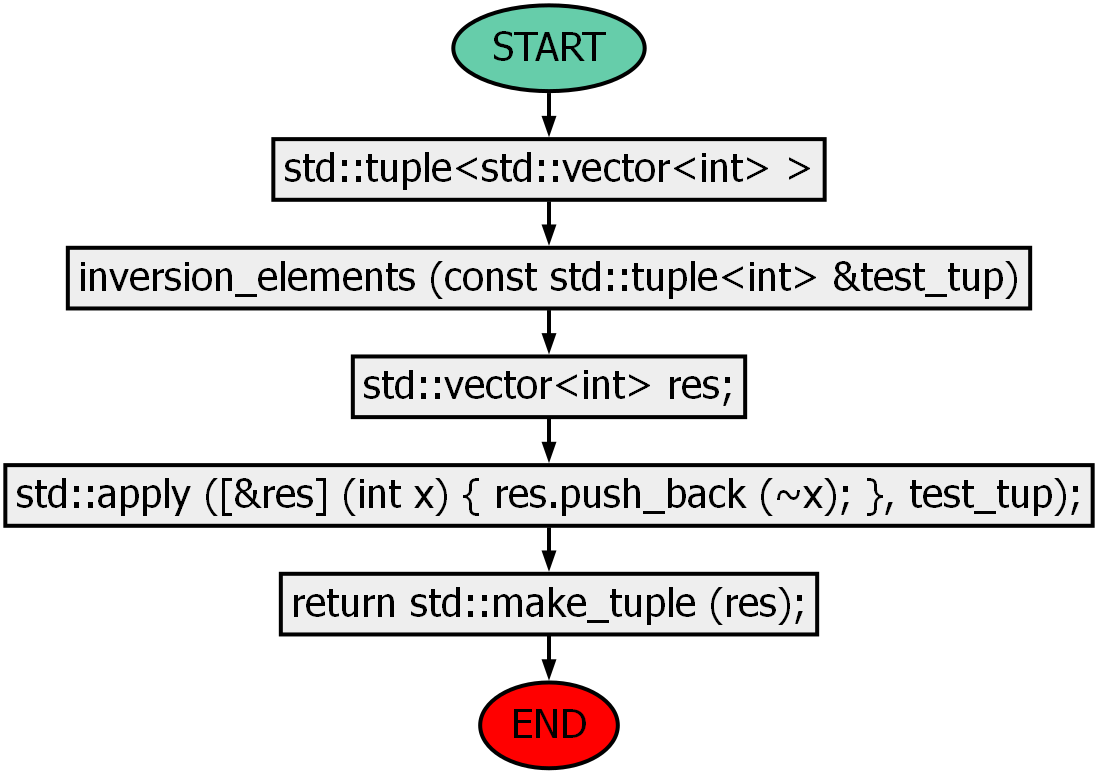 START
std::tuple<std::vector<int> >
inversion_elements (const std::tuple<int> &test_tup)
std::vector<int> res;
std::apply ([&res] (int x) { res.push_back (~x); }, test_tup);
return std::make_tuple (res);
END